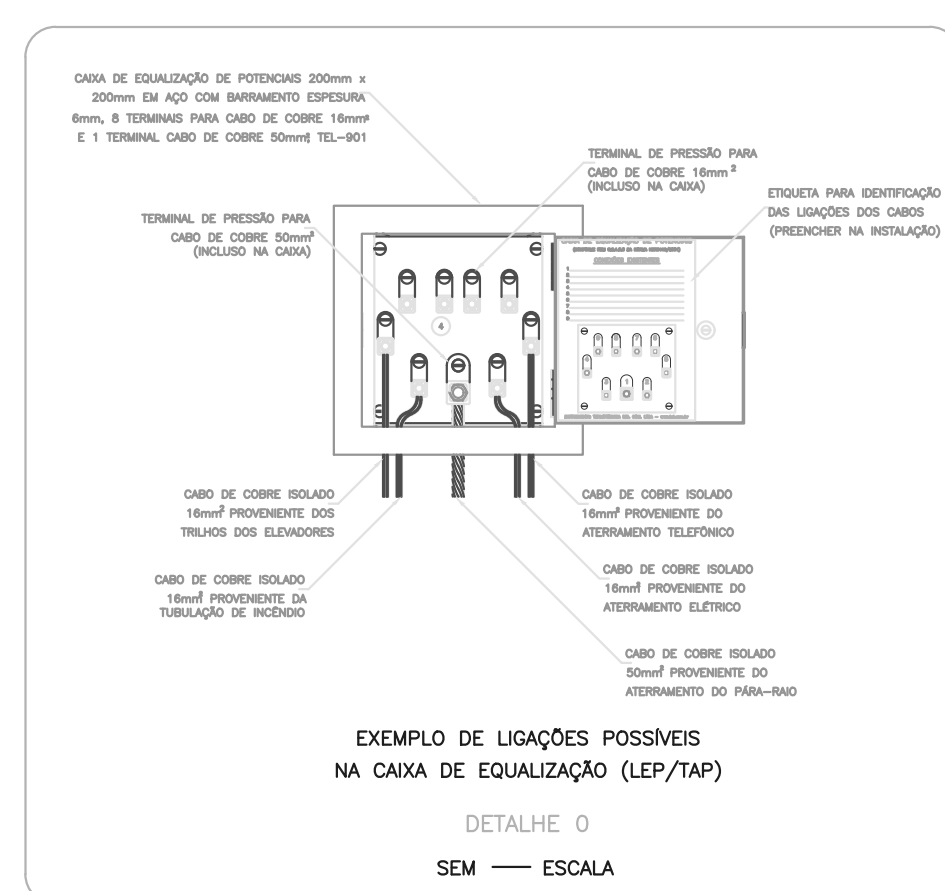 CAIXA DE EQUALIZAÇÃO DE POTENCIAIS 200mm x
200mm EM AÇO COM BARRAMENTO ESPESURA
6mm, 8 TERMINAIS PARA CABO DE COBRE 16mm²
E 1 TERMINAL CABO DE COBRE 50mm², TEL-901
TERMINAL DE PRESSÃO PARA
CABO DE COBRE 16mm²
(INCLUSO NA CAIXA)
ETIQUETA PARA IDENTIFICAÇÃO
DAS LIGAÇÕES DOS CABOS
(PREENCHER NA INSTALAÇÃO)
TERMINAL DE PRESSÃO PARA
CABO DE COBRE 50mm²
(INCLUSO NA CAIXA)
4
CABO DE COBRE ISOLADO
16mm² PROVENIENTE DOS
TRILHOS DOS ELEVADORES
CABO DE COBRE ISOLADO
16mm² PROVENIENTE DO
ATERRAMENTO TELEFÔNICO
CABO DE COBRE ISOLADO
16mm² PROVENIENTE DA
TUBULAÇÃO DE INCÊNDIO
CABO DE COBRE ISOLADO
16mm² PROVENIENTE DO
ATERRAMENTO ELÉTRICO
CABO DE COBRE ISOLADO
50mm² PROVENIENTE DO
ATERRAMENTO DO PÁRA-RAIO
EXEMPLO DE LIGAÇÕES POSSÍVEIS
NA CAIXA DE EQUALIZAÇÃO (LEP/TAP)
DETALHE 0
SEM — ESCALA